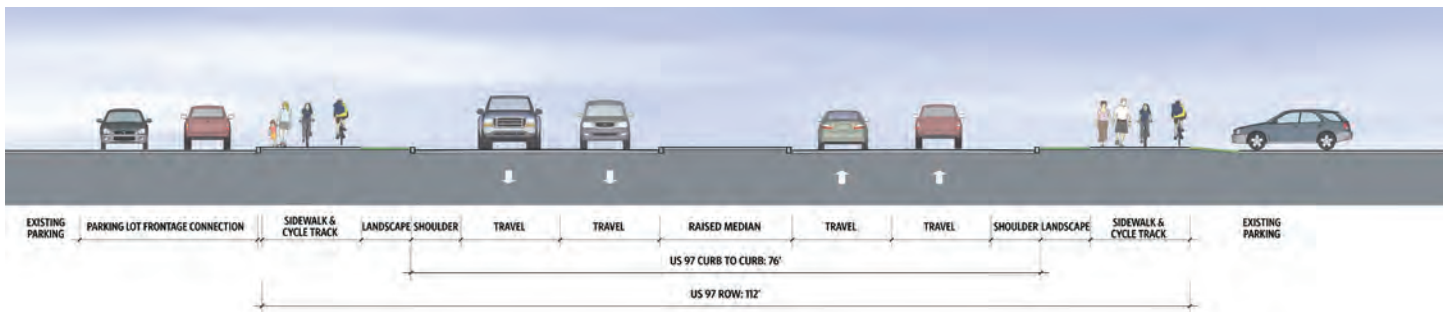 EXISTING
PARKING
PARKING LOT FRONTAGE CONNECTION
SIDEWALK &
CYCLE TRACK
LANDSCAPE
SHOULDER
TRAVEL
TRAVEL
RAISED MEDIAN
TRAVEL
TRAVEL
SHOULDER
LANDSCAPE
SIDEWALK &
CYCLE TRACK
EXISTING
PARKING
US 97 CURB TO CURB: 76'
US 97 ROW: 112'